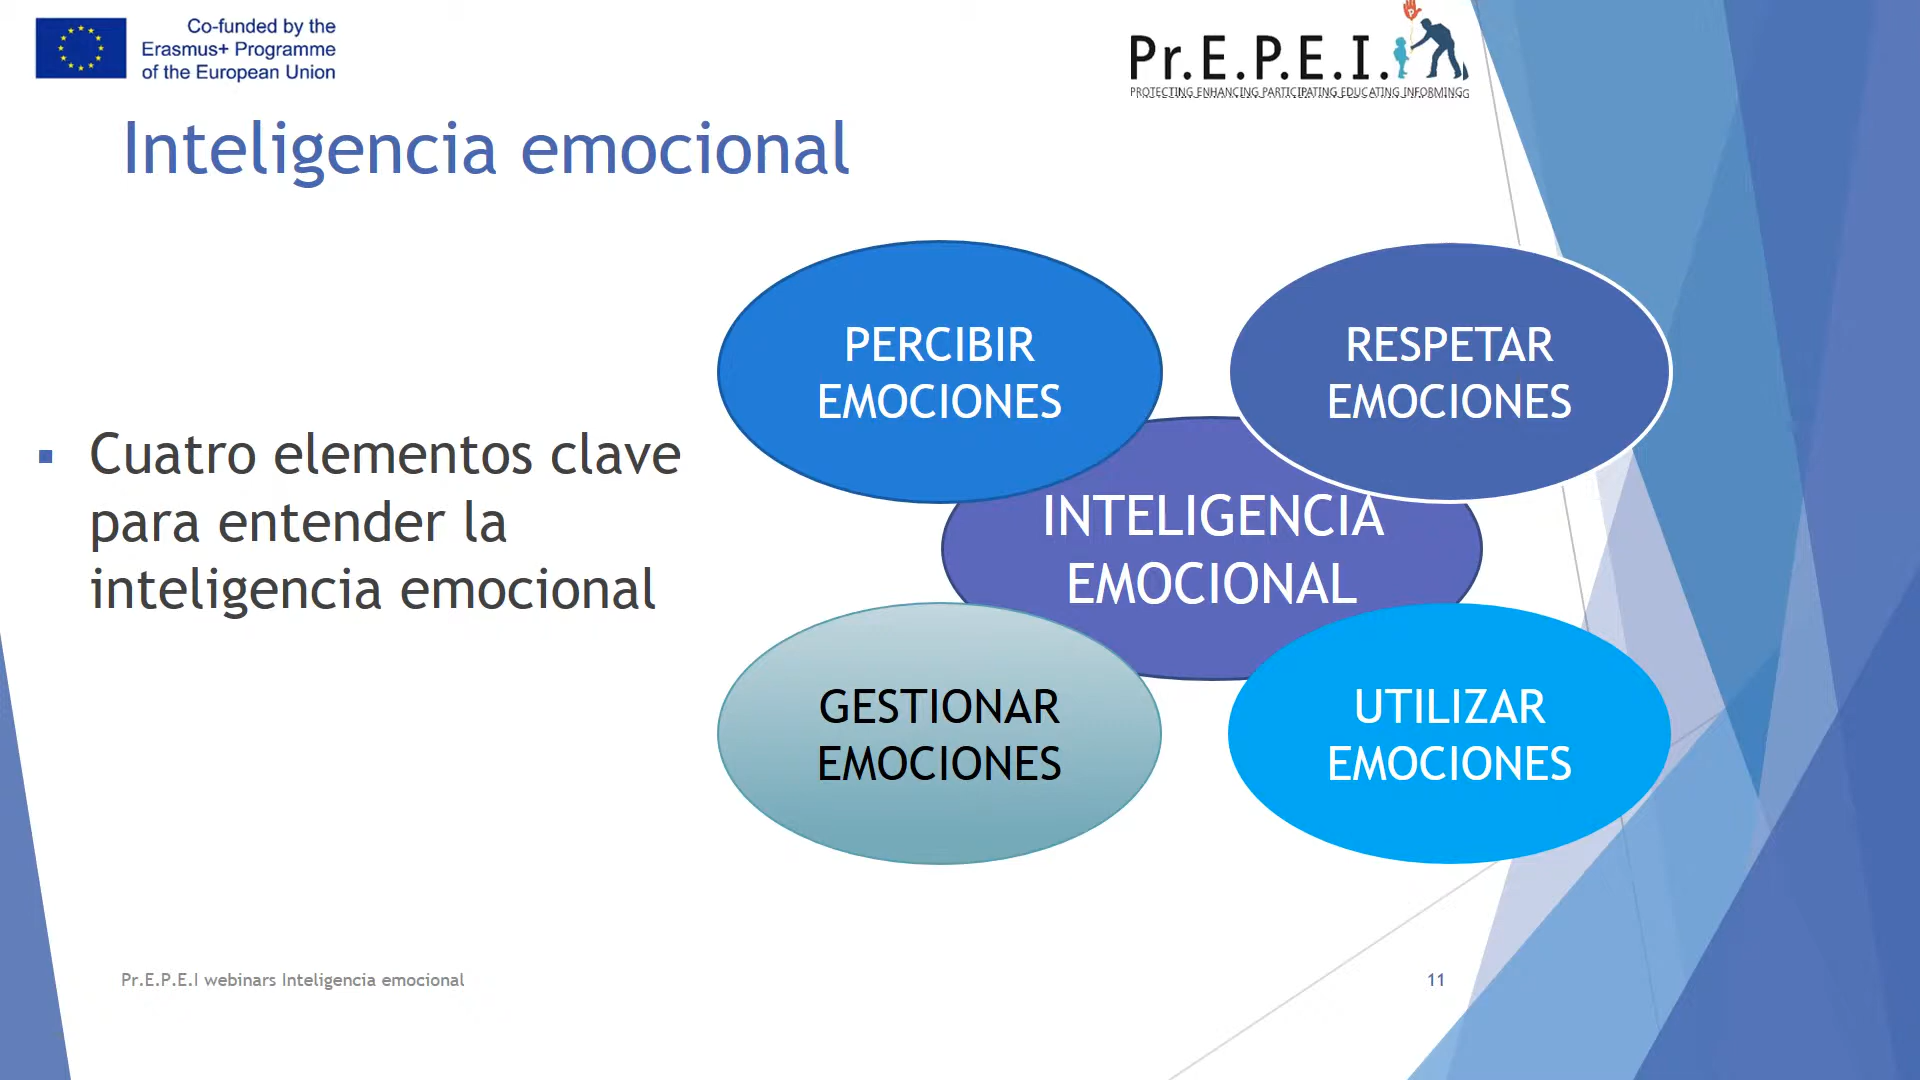 Co-funded by the
Erasmus+ Programme
of the European Union
Pr.E.P.E.I.
PROTECTING ENHANCING PARTICIPATING EDUCATING INFORMINGG
Inteligencia emocional
Cuatro elementos clave
para entender la
inteligencia emocional
PERCIBIR
EMOCIONES
RESPETAR
EMOCIONES
INTELIGENCIA
EMOCIONAL
GESTIONAR
EMOCIONES
UTILIZAR
EMOCIONES
Pr.E.P.E.I webinars Inteligencia emocional
11